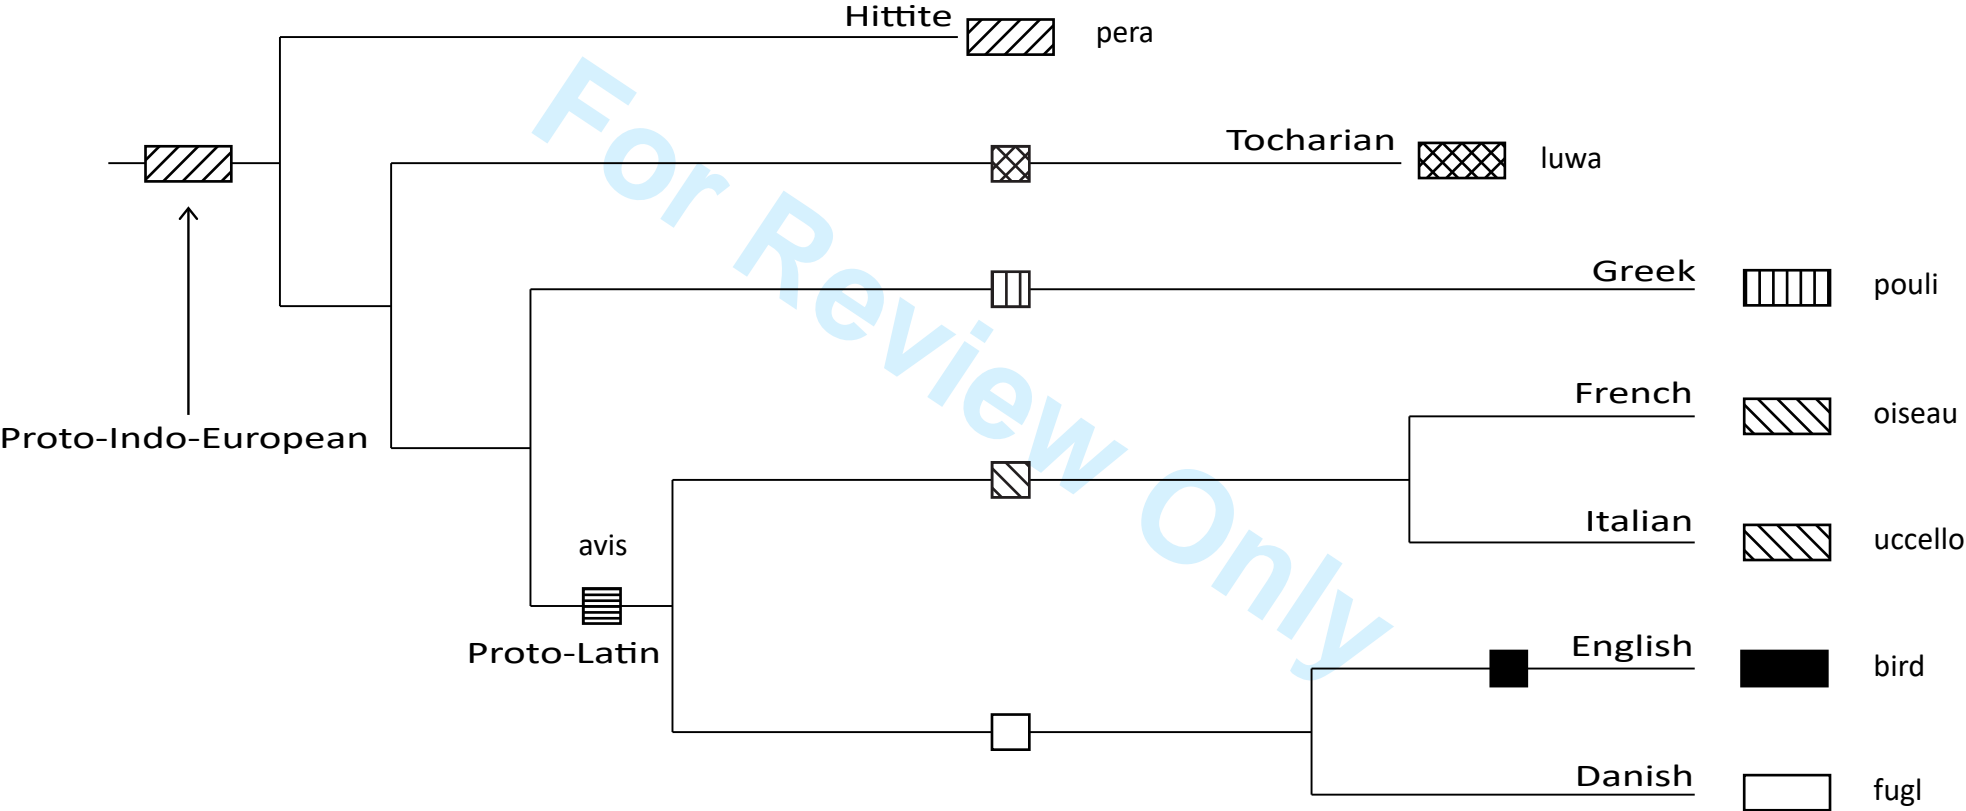 Hittite
pera
Tocharian
luwa
Greek
pouli
Proto-Indo-European
French
oiseau
Italian
uccello
avis
Proto-Latin
English
bird
Danish
fugl
For Review Only